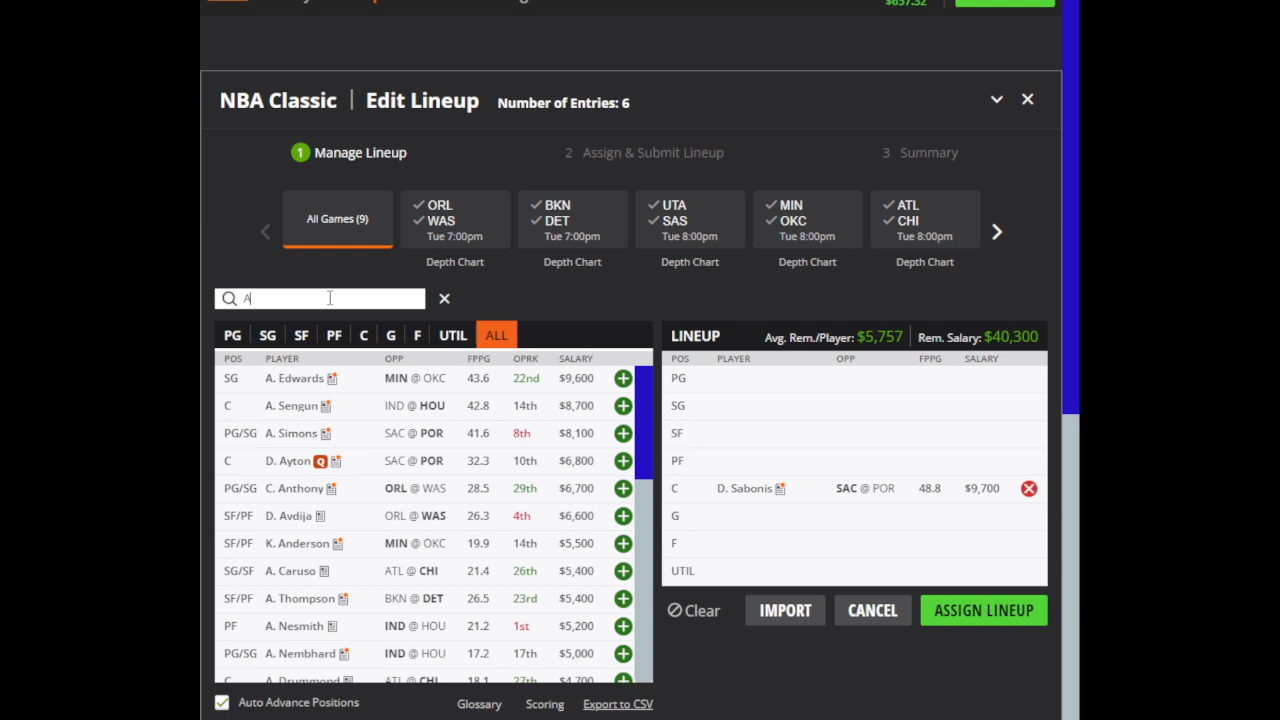 $657.32
NBA Classic | Edit Lineup Number of Entries: 6
1 Manage Lineup 2 Assign & Submit Lineup 3 Summary
All Games (9)
ORL
WAS
Tue 7:00pm
Depth Chart
BKN
DET
Tue 7:00pm
Depth Chart
UTA
SAS
Tue 8:00pm
Depth Chart
MIN
OKC
Tue 8:00pm
Depth Chart
ATL
CHI
Tue 8:00pm
Depth Chart
A
PG SG SF PF C G F UTIL ALL
POS PLAYER OPP FPPG OPRK SALARY
SG A. Edwards MIN @ OKC 43.6 22nd $9,600
C A. Sengun IND @ HOU 42.8 14th $8,700
PG/SG A. Simons SAC @ POR 41.6 8th $8,100
C D. Ayton Q SAC @ POR 32.3 10th $6,800
PG/SG C. Anthony ORL @ WAS 28.5 29th $6,700
SF/PF D. Avdija ORL @ WAS 26.3 4th $6,600
SF/PF K. Anderson MIN @ OKC 19.9 14th $5,500
SG/SF A. Caruso ATL @ CHI 21.4 26th $5,400
SF/PF A. Thompson BKN @ DET 26.5 23rd $5,400
PF A. Nesmith IND @ HOU 21.2 1st $5,200
PG/SG A. Nembhard IND @ HOU 17.2 17th $5,000
C A. Drummond ATL @ CHI 18.1 27th $4,700
Auto Advance Positions Glossary Scoring Export to CSV
LINEUP Avg. Rem./Player: $5,757 Rem. Salary: $40,300
POS PLAYER OPP FPPG SALARY
PG
SG
SF
PF
C D. Sabonis SAC @ POR 48.8 $9,700
G
F
UTIL
Clear IMPORT CANCEL ASSIGN LINEUP